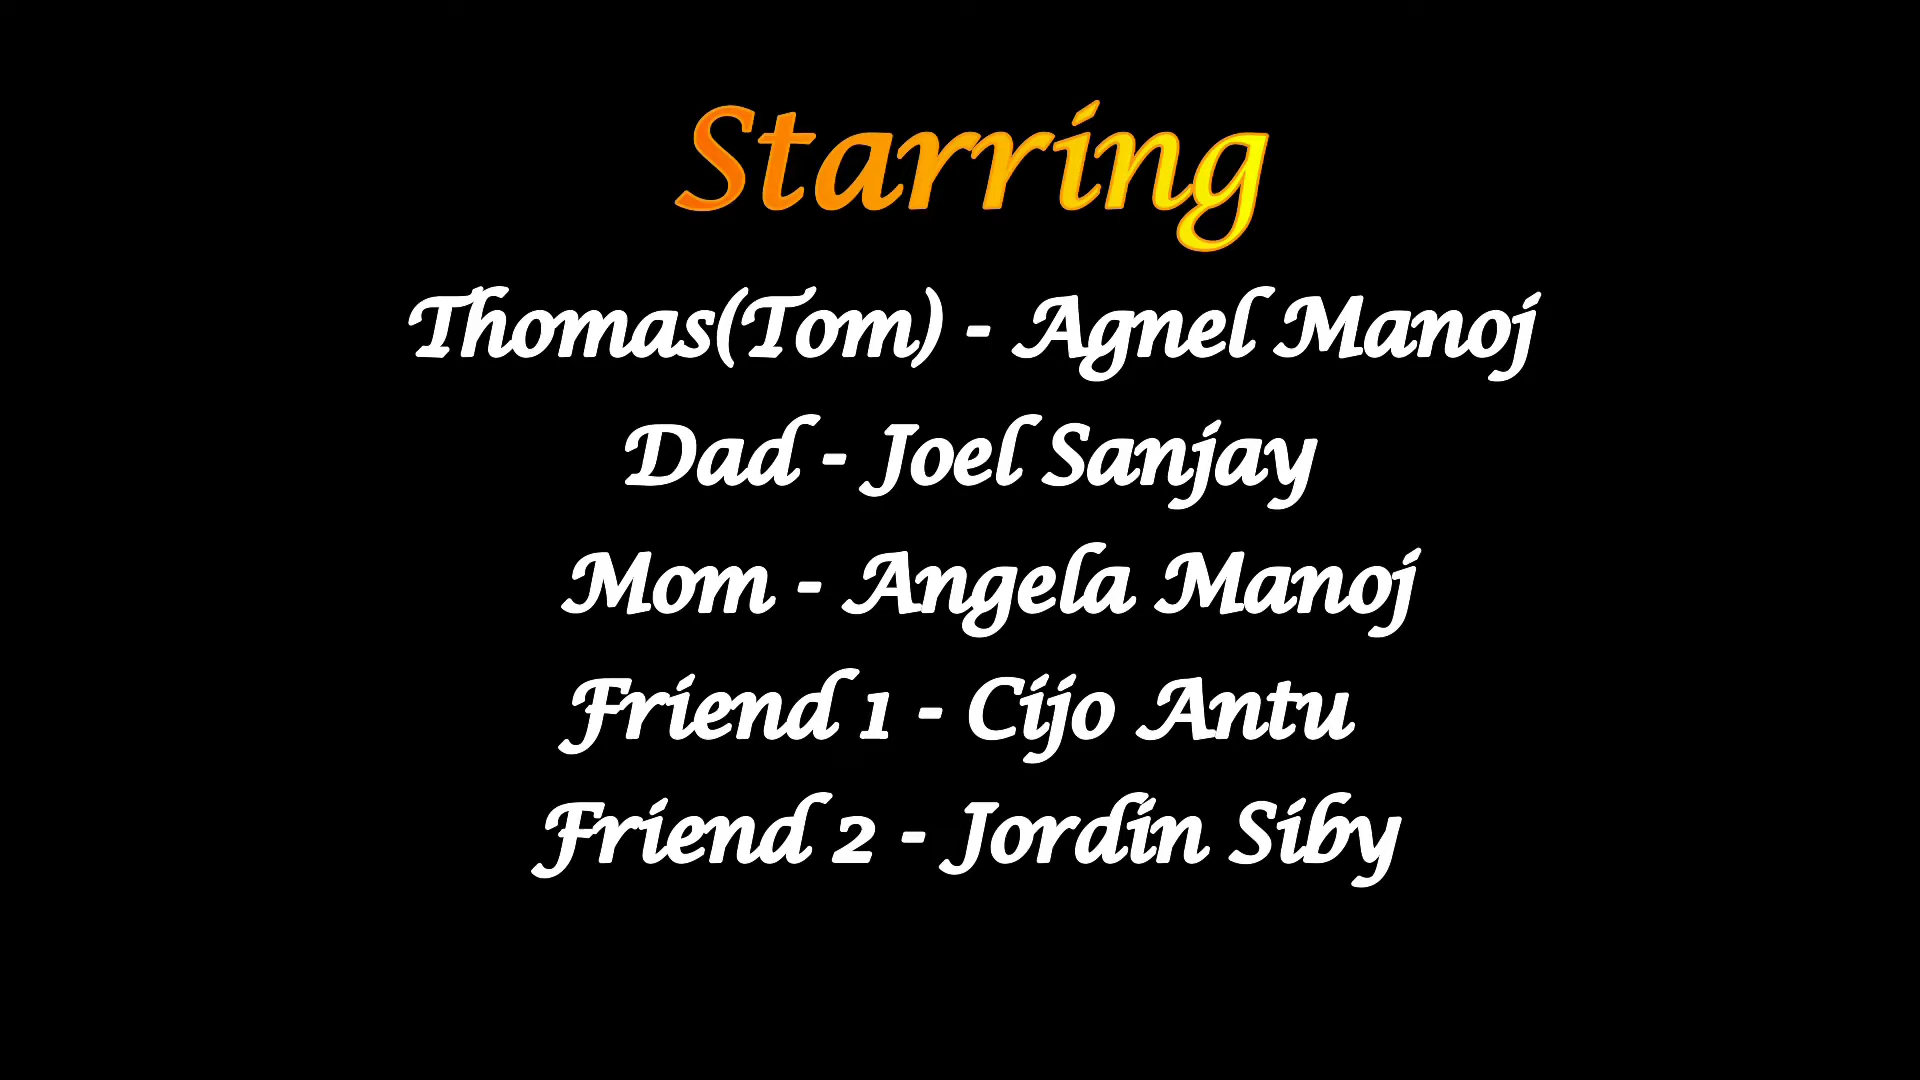 Starring
Thomas(Tom) - Agnel Manoj
Dad - Joel Sanjay
Mom - Angela Manoj
Friend 1 - Cijo Antu
Friend 2 - Jordin Siby